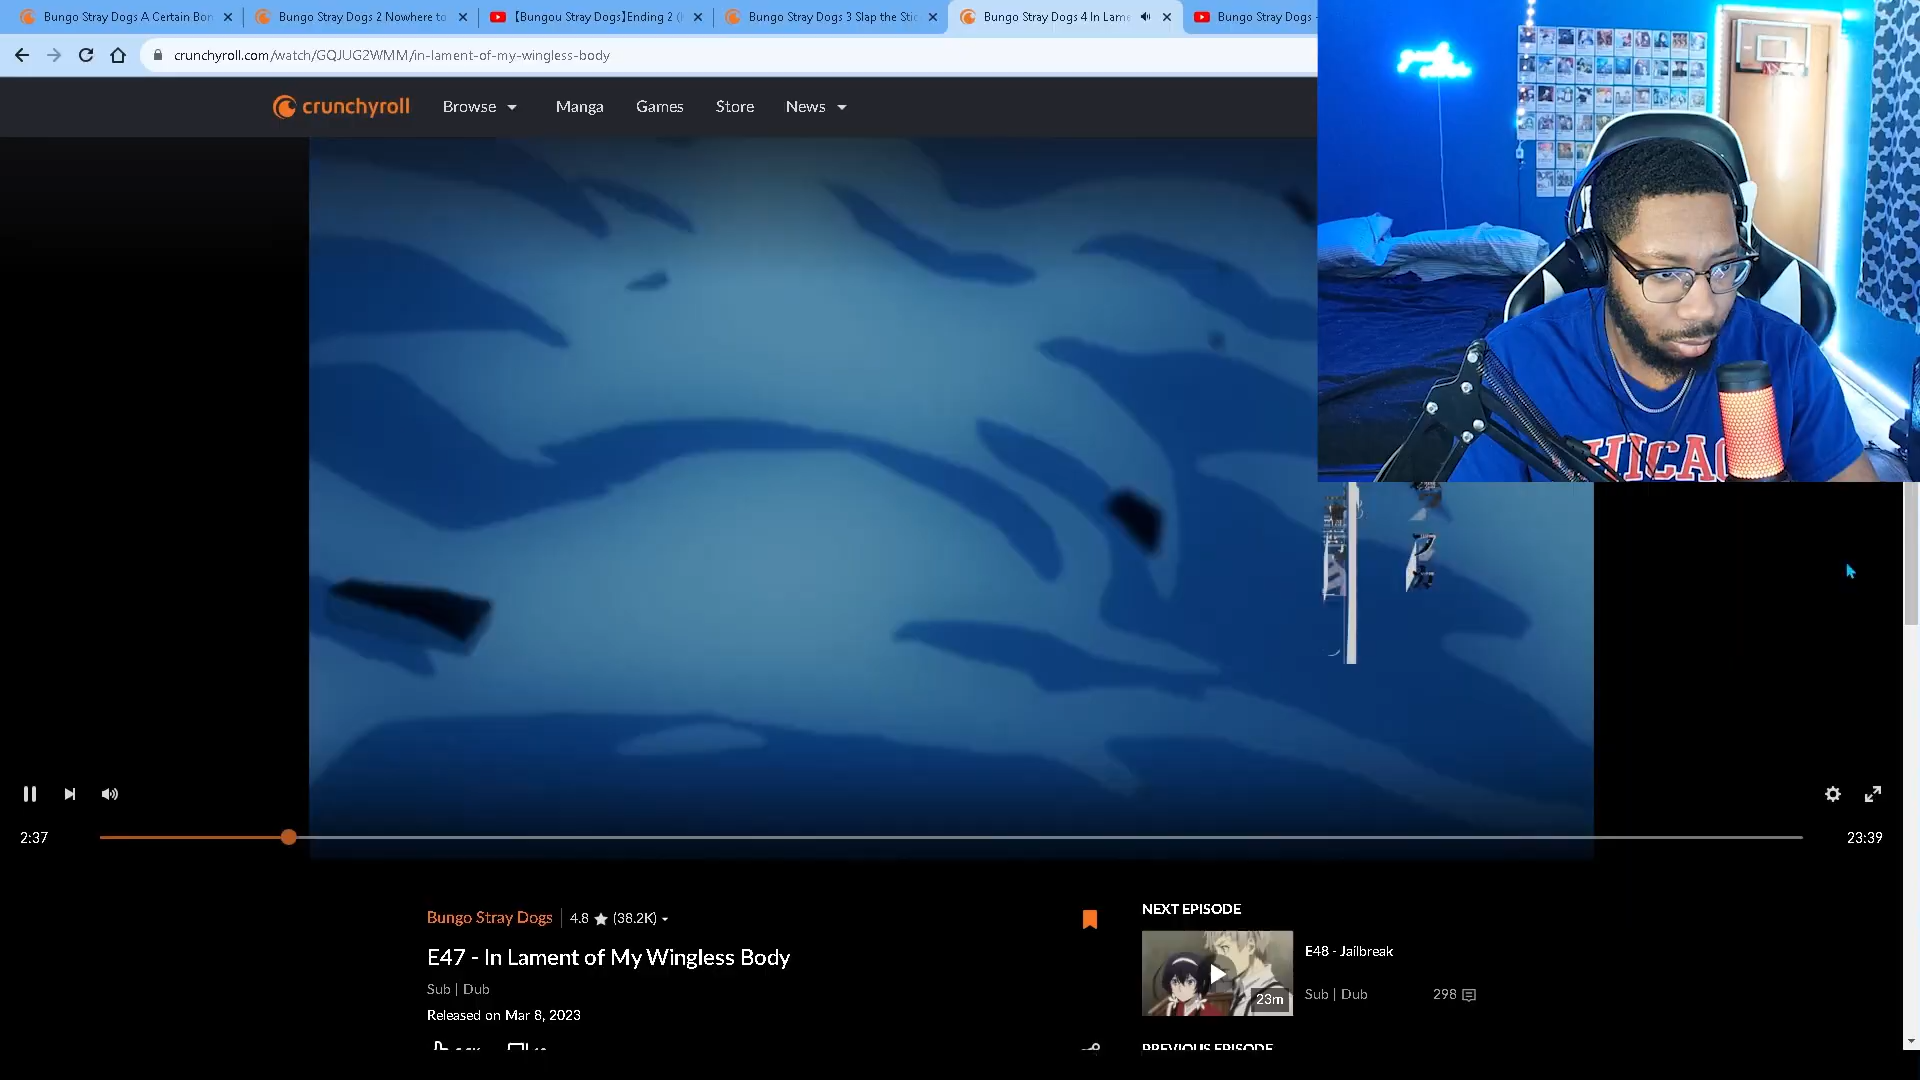 Bungo Stray Dogs A Certain Bon
Bungo Stray Dogs 2 Nowhere to
【Bungou Stray Dogs】Ending 2 (
Bungo Stray Dogs 3 Slap the Stic
Bungo Stray Dogs 4 In Lame
Bungo Stray Dogs -
crunchyroll.com/watch/GQJUG2WMM/in-lament-of-my-wingless-body
crunchyroll
Browse
Manga
Games
Store
News
CHICAG
2:37
23:39
Bungo Stray Dogs
4.8 ★ (38.2K)
E47 - In Lament of My Wingless Body
Sub | Dub
Released on Mar 8, 2023
NEXT EPISODE
23m
E48 - Jailbreak
Sub | Dub
298
PREVIOUS EPISODE